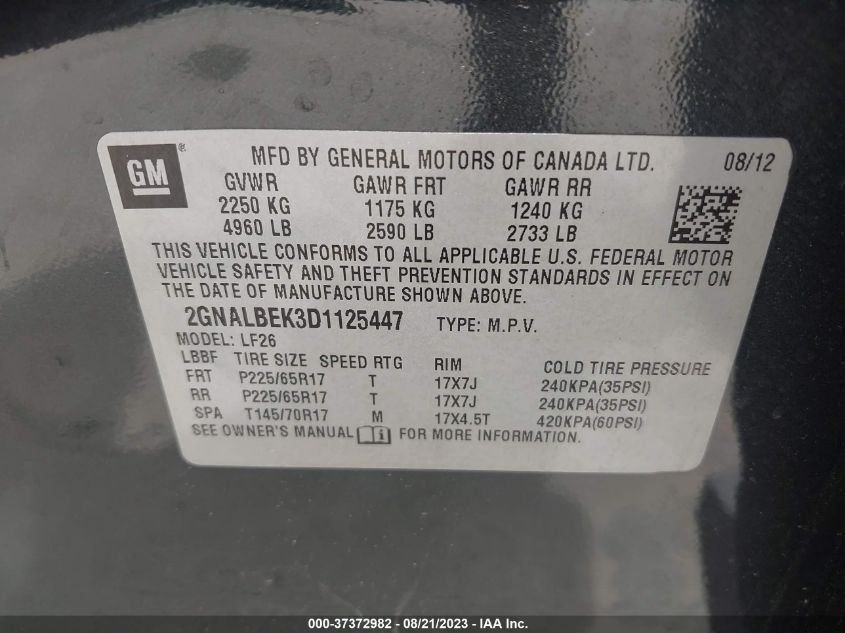 GM ®
MFD BY GENERAL MOTORS OF CANADA LTD. 08/12
GVWR GAWR FRT GAWR RR
2250 KG 1175 KG 1240 KG
4960 LB 2590 LB 2733 LB
THIS VEHICLE CONFORMS TO ALL APPLICABLE U.S. FEDERAL MOTOR
VEHICLE SAFETY AND THEFT PREVENTION STANDARDS IN EFFECT ON
THE DATE OF MANUFACTURE SHOWN ABOVE.
2GNALBEK3D1125447 TYPE: M.P.V.
MODEL: LF26
LBBF TIRE SIZE SPEED RTG RIM COLD TIRE PRESSURE
FRT P225/65R17 T 17X7J 240KPA(35PSI)
RR P225/65R17 T 17X7J 240KPA(35PSI)
SPA T145/70R17 M 17X4.5T 420KPA(60PSI)
SEE OWNER'S MANUAL i FOR MORE INFORMATION.
000-37372982 - 08/21/2023 - IAA Inc.